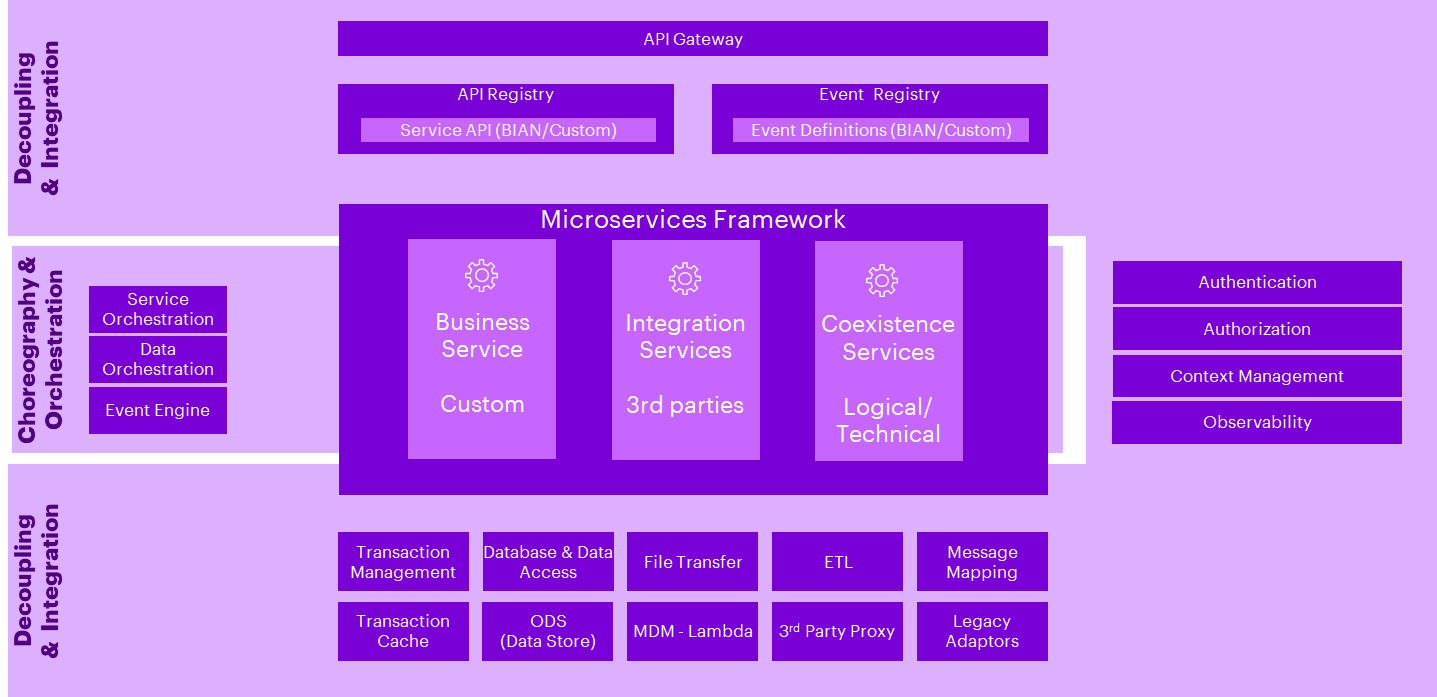 Decoupling
& Integration
API Gateway
API Registry
Service API (BIAN/Custom)
Event Registry
Event Definitions (BIAN/Custom)
Choreography &
Orchestration
Service
Orchestration
Data
Orchestration
Event Engine
Microservices Framework
Business
Service
Custom
Integration
Services
3rd parties
Coexistence
Services
Logical/
Technical
Authentication
Authorization
Context Management
Observability
Decoupling
& Integration
Transaction
Management
Database & Data
Access
File Transfer
ETL
Message
Mapping
Transaction
Cache
ODS
(Data Store)
MDM - Lambda
3rd Party Proxy
Legacy
Adaptors